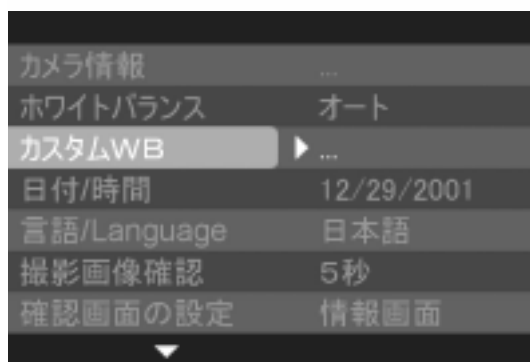 カメラ情報 ...
ホワイトバランス オート
カスタムWB ...
日付/時間 12/29/2001
言語/Language 日本語
撮影画像確認 5秒
確認画面の設定 情報画面